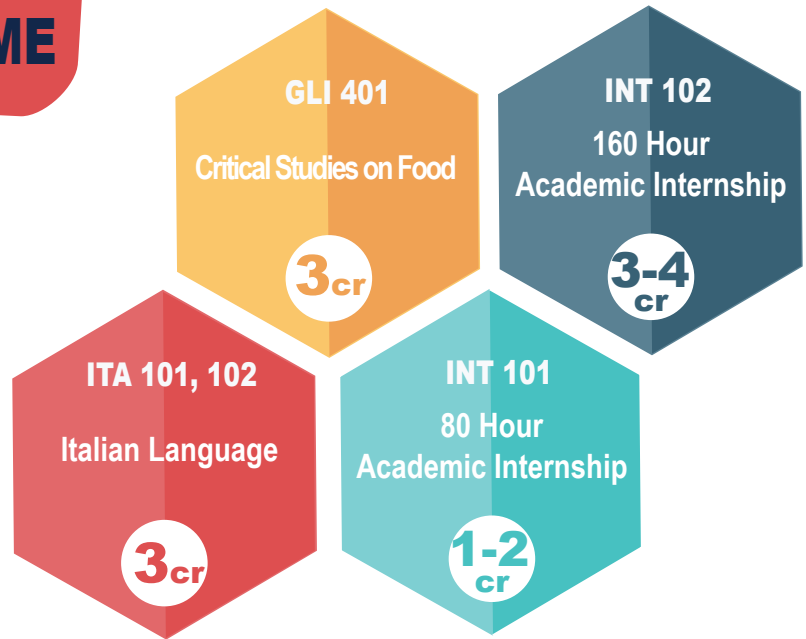 ME
GLI 401
Critical Studies on Food
3cr
INT 102
160 Hour
Academic Internship
3-4
cr
ITA 101, 102
Italian Language
3cr
INT 101
80 Hour
Academic Internship
1-2
cr